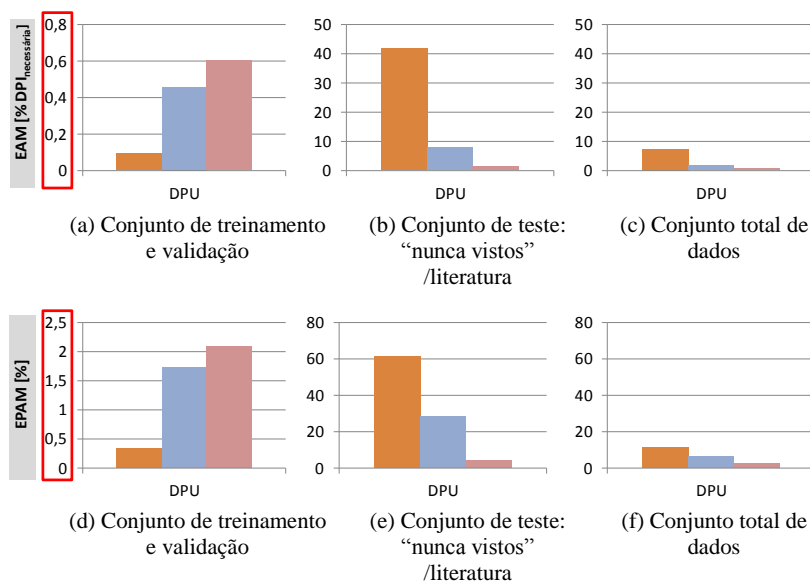 EAM [% DPInecessária]
0,8
0,6
0,4
0,2
0
DPU
50
40
30
20
10
0
DPU
50
40
30
20
10
0
DPU
(a) Conjunto de treinamento
e validação
(b) Conjunto de teste:
“nunca vistos”
/literatura
(c) Conjunto total de
dados
EPAM [%]
2,5
2
1,5
1
0,5
0
DPU
80
60
40
20
0
DPU
80
60
40
20
0
DPU
(d) Conjunto de treinamento
e validação
(e) Conjunto de teste:
“nunca vistos”
/literatura
(f) Conjunto total de
dados